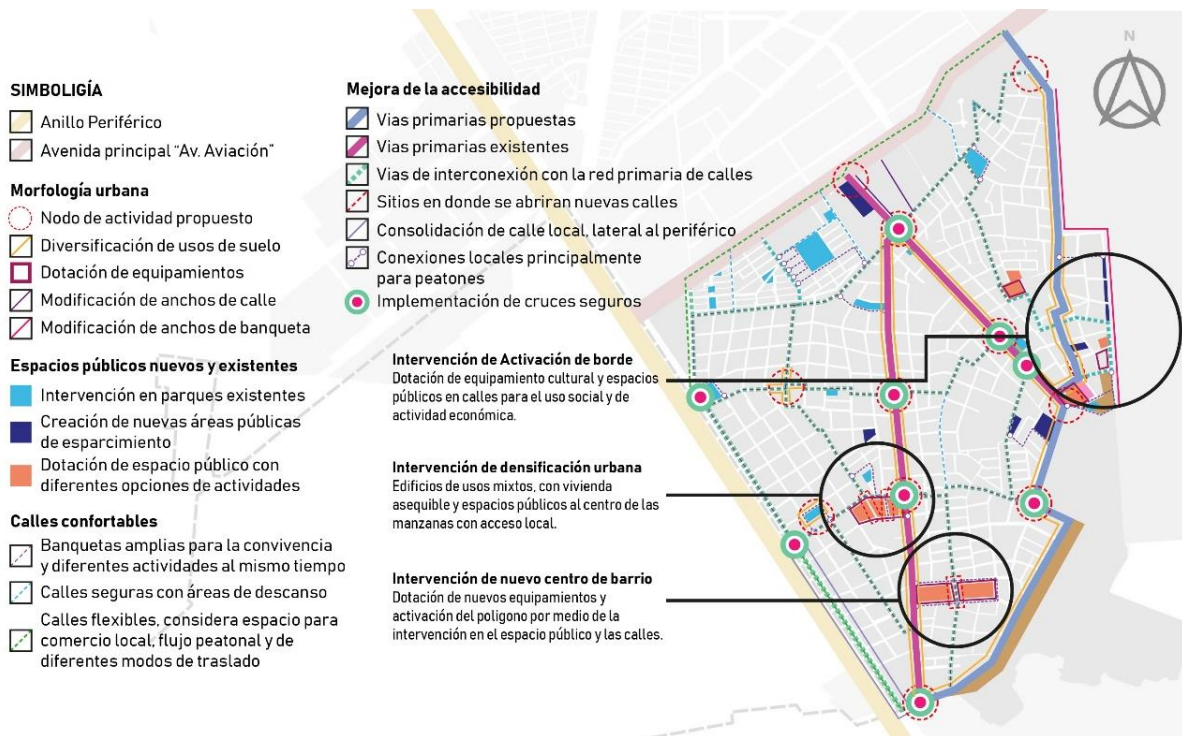 SIMBOLIGÍA
Anillo Periférico
Avenida principal “Av. Aviación”
Morfología urbana
Nodo de actividad propuesto
Diversificación de usos de suelo
Dotación de equipamientos
Modificación de anchos de calle
Modificación de anchos de banqueta
Espacios públicos nuevos y existentes
Intervención en parques existentes
Creación de nuevas áreas públicas
de esparcimiento
Dotación de espacio público con
diferentes opciones de actividades
Calles confortables
Banquetas amplias para la convivencia
y diferentes actividades al mismo tiempo
Calles seguras con áreas de descanso
Calles flexibles, considera espacio para
comercio local, flujo peatonal y de
diferentes modos de traslado
Mejora de la accesibilidad
Vias primarias propuestas
Vias primarias existentes
Vias de interconexión con la red primaria de calles
Sitios en donde se abriran nuevas calles
Consolidación de calle local, lateral al periférico
Conexiones locales principalmente
para peatones
Implementación de cruces seguros
Intervención de Activación de borde
Dotación de equipamiento cultural y espacios
públicos en calles para el uso social y de
actividad económica.
Intervención de densificación urbana
Edificios de usos mixtos, con vivienda
asequible y espacios públicos al centro de las
manzanas con acceso local.
Intervención de nuevo centro de barrio
Dotación de nuevos equipamientos y
activación del poligono por medio de la
intervención en el espacio público y las calles.
N